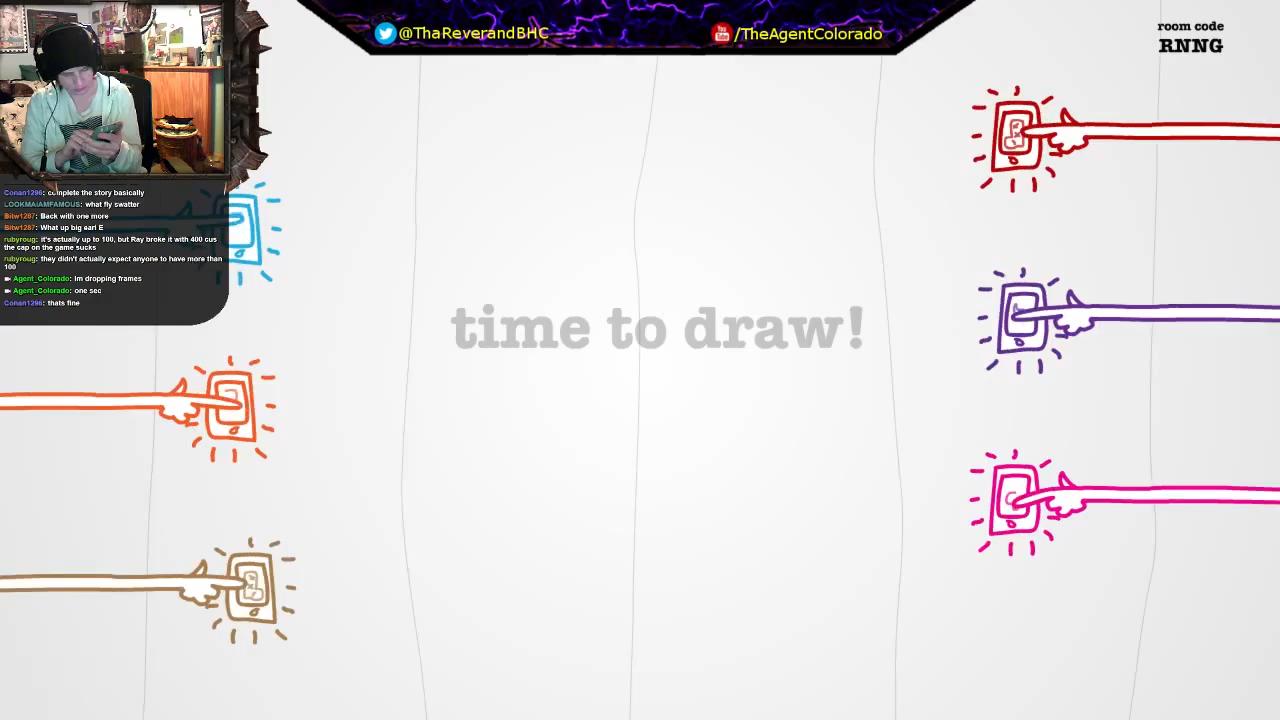 @ThaReverandBHC
/TheAgentColorado
room code
RNNG
Conan1296: complete the story basically
LOOKMAIAMFAMOUS: what fly swatter
Bitw1287: Back with one more
Bitw1287: What up big earl E
rubyroug: it's actually up to 100, but Ray broke it with 400 cus
the cap on the game sucks
rubyroug: they didn't actually expect anyone to have more than
100
Agent_Colorado: Im dropping frames
Agent_Colorado: one sec
Conan1296: thats fine
time to draw!